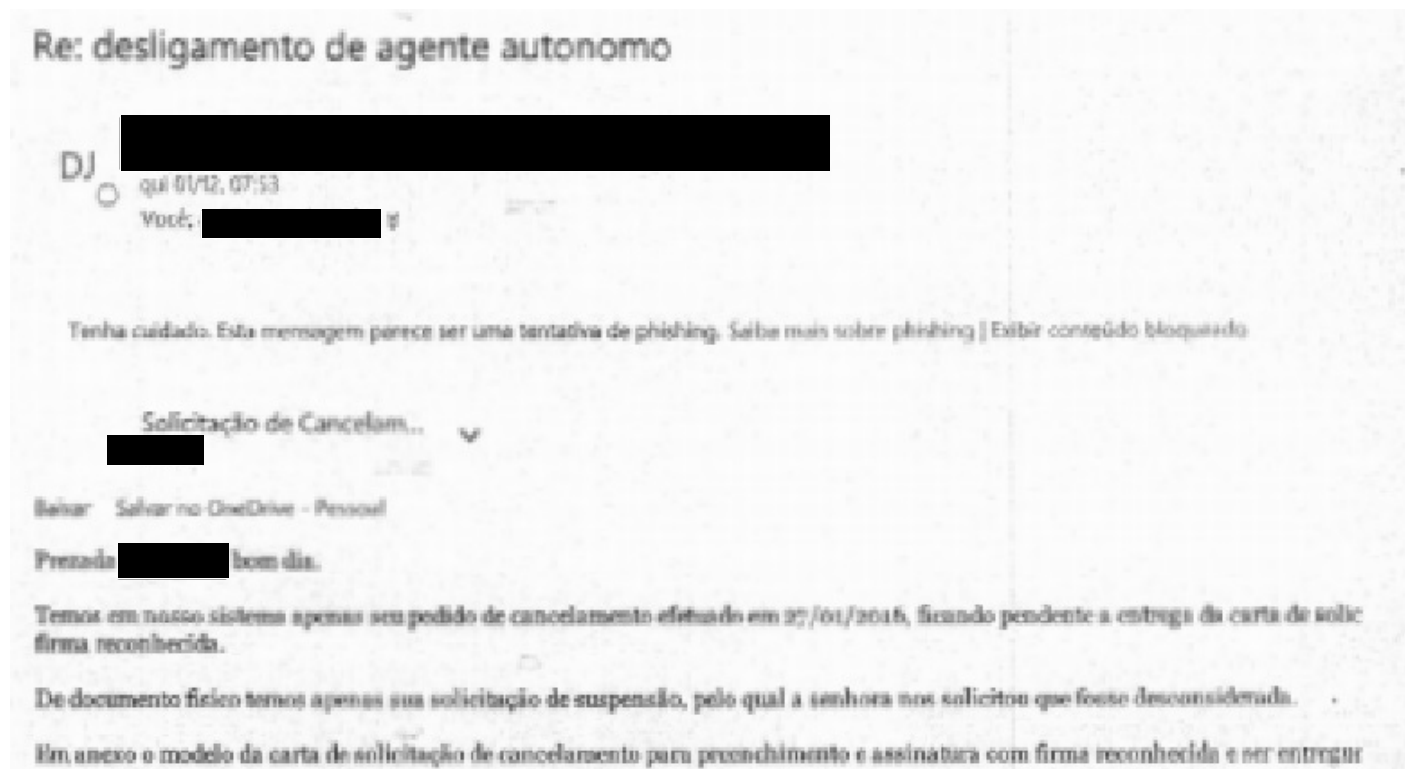 Re: desligamento de agente autonomo
DJ
qui 01/12, 07:53
Você;
Tenha cuidado. Esta mensagem parece ser uma tentativa de phishing. Saiba mais sobre phishing | Exibir conteúdo bloqueado
Solicitação de Cancelam...
Baixar Salvar no OneDrive - Pessoal
Prezada bom dia.
Temos em nosso sistema apenas seu pedido de cancelamento efetuado em 27/01/2016, ficando pendente a entrega da carta de solic
firma reconhecida.
De documento físico temos apenas sua solicitação de suspensão, pelo qual a senhora nos solicitou que fosse desconsiderada.
Em anexo o modelo da carta de solicitação de cancelamento para preenchimento e assinatura com firma reconhecida e ser entregue